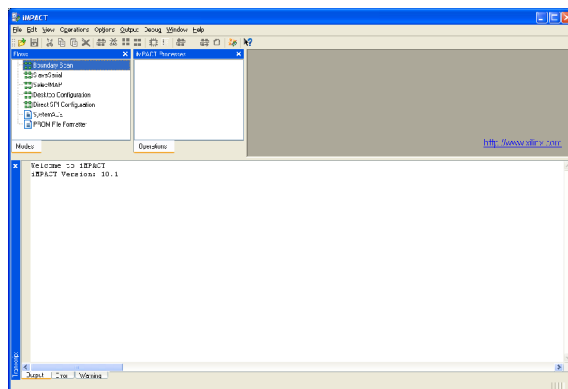 iMPACT
File Edit View Operations Options Output Debug Window Help
Flows
iMPACT Processes
Boundary Scan
SlaveSerial
SelectMAP
Desktop Configuration
Direct SPI Configuration
SystemACE
PROM File Formatter
Modes
Operations
http://www.xilinx.com
Welcome to iMPACT
iMPACT Version: 10.1
Transcript
Output Error Warning